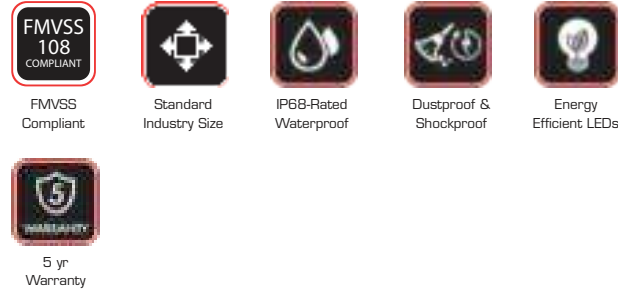 FMVSS
108
COMPLIANT
FMVSS
Compliant
Standard
Industry Size
IP68-Rated
Waterproof
Dustproof &
Shockproof
Energy
Efficient LEDs
5
WARRANTY
5 yr
Warranty